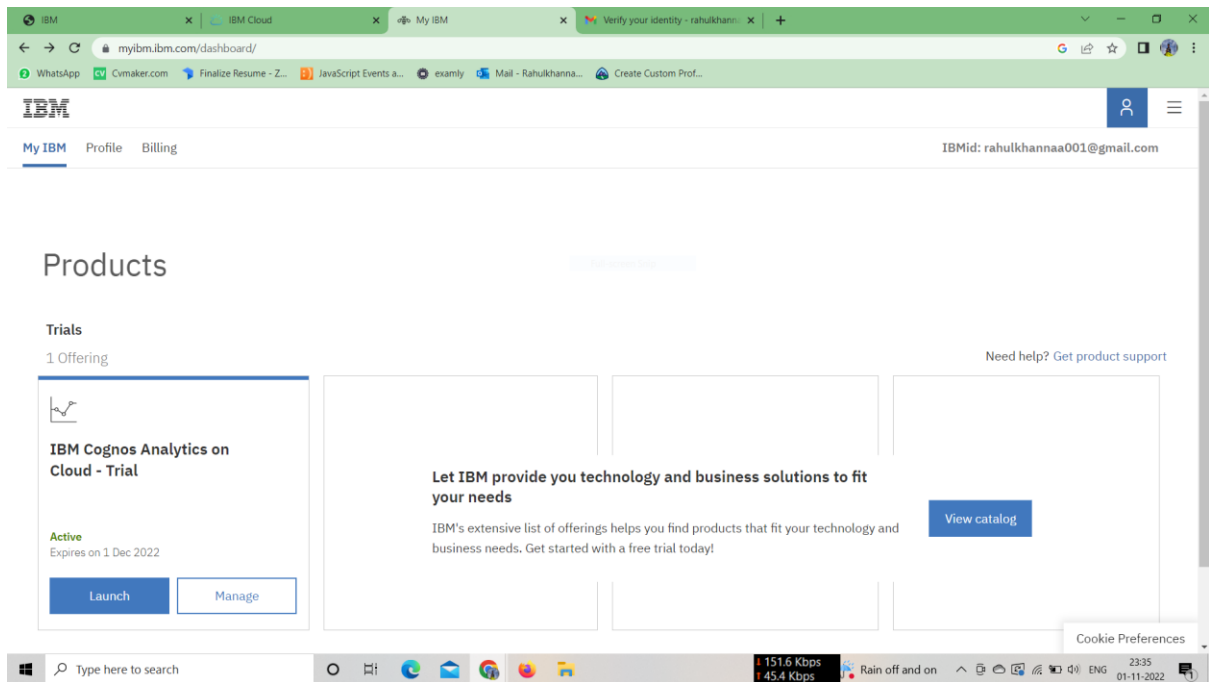 IBM
IBM Cloud
My IBM
Verify your identity - rahulkhann
myibm.ibm.com/dashboard/
WhatsApp
CV
Cvmaker.com
Finalize Resume - Z...
JavaScript Events a...
examly
Mail - Rahulkhanna...
Create Custom Prof...
IBM
My IBM Profile Billing
IBMid: rahulkhannaa001@gmail.com
Products
Trials
1 Offering
Need help? Get product support
IBM Cognos Analytics on
Cloud - Trial
Active
Expires on 1 Dec 2022
Launch
Manage
Let IBM provide you technology and business solutions to fit
your needs
IBM's extensive list of offerings helps you find products that fit your technology and
business needs. Get started with a free trial today!
View catalog
Cookie Preferences
Type here to search
151.6 Kbps
45.4 Kbps
Rain off and on
ENG
23:35
01-11-2022